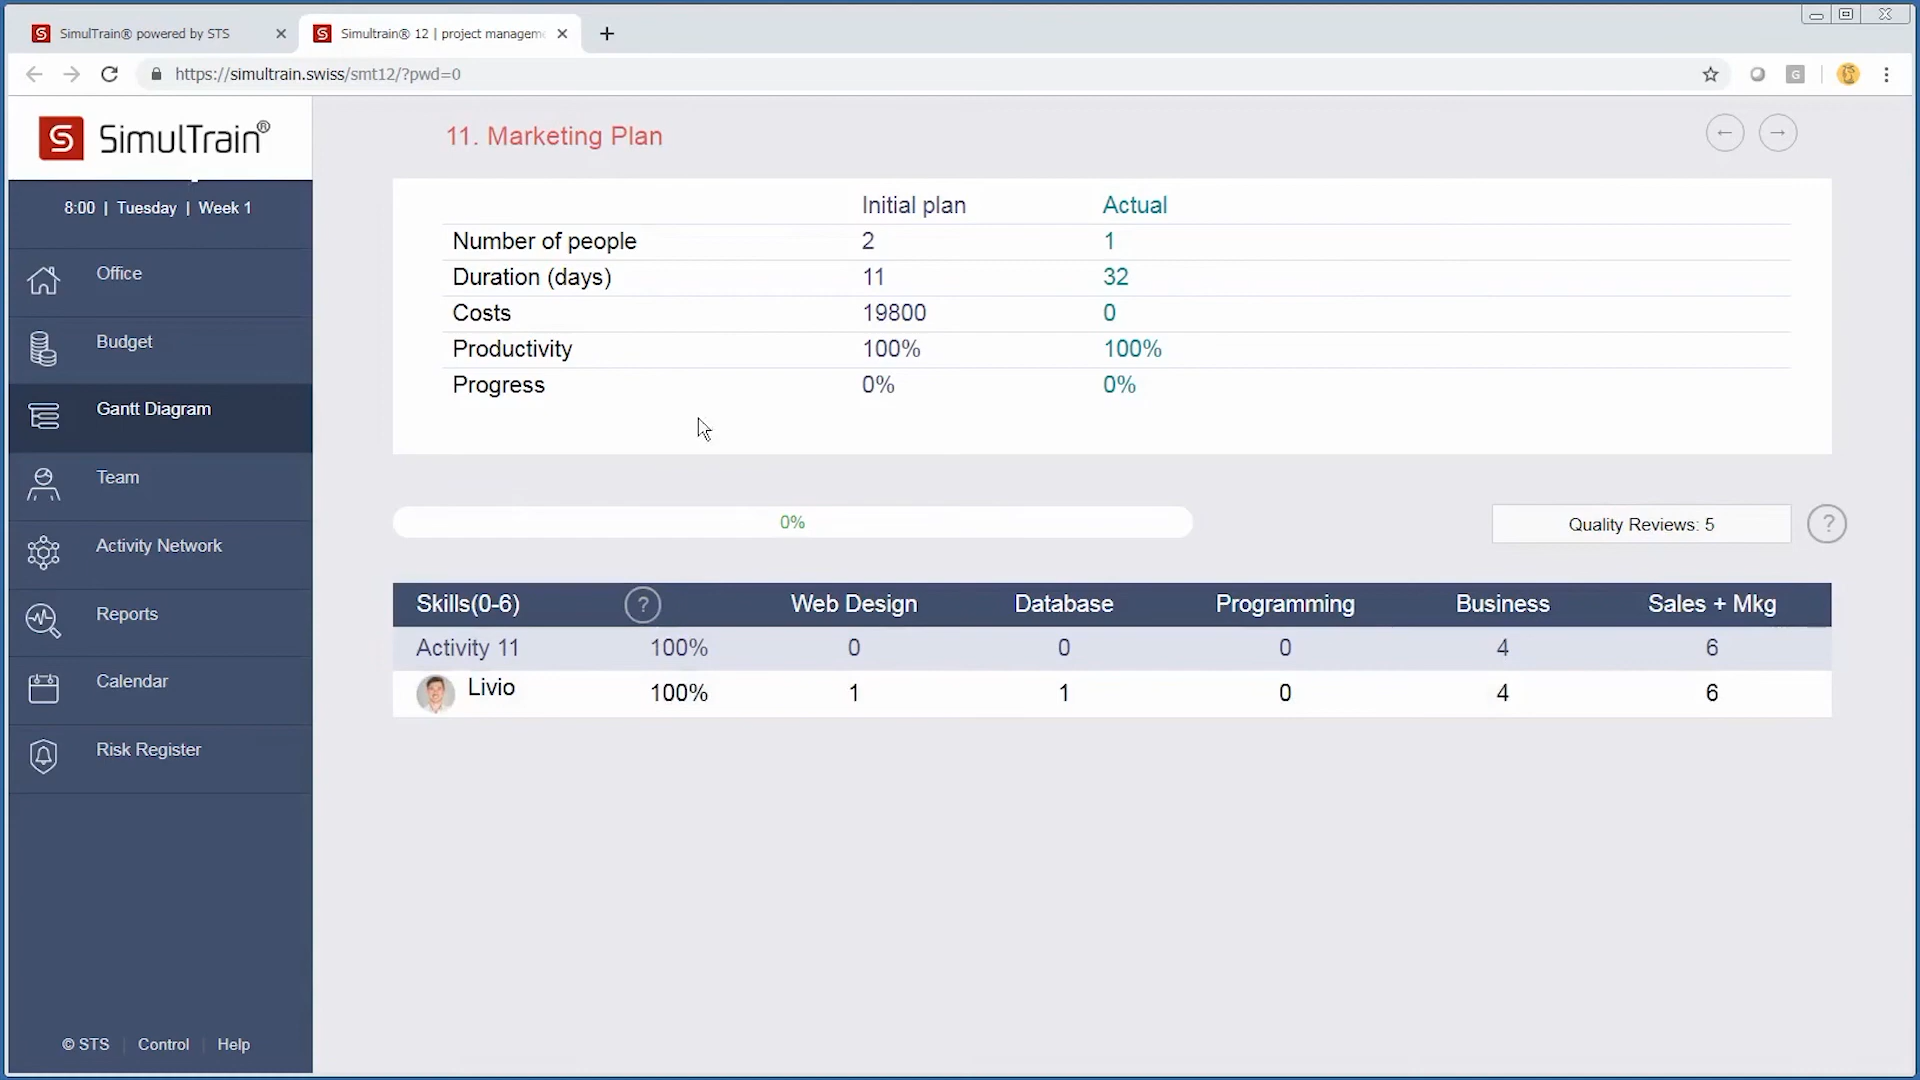 SimulTrain® powered by STS
Simultrain® 12 | project manageme
https://simultrain.swiss/smt12/?pwd=0
G
S SimulTrain®
8:00 | Tuesday | Week 1
Office
Budget
Gantt Diagram
Team
Activity Network
Reports
Calendar
Risk Register
© STS | Control | Help
11. Marketing Plan
Initial plan Actual
Number of people 2 1
Duration (days) 11 32
Costs 19800 0
Productivity 100% 100%
Progress 0% 0%
0%
Quality Reviews: 5 ?
Skills(0-6) ? Web Design Database Programming Business Sales + Mkg
Activity 11 100% 0 0 0 4 6
Livio 100% 1 1 0 4 6